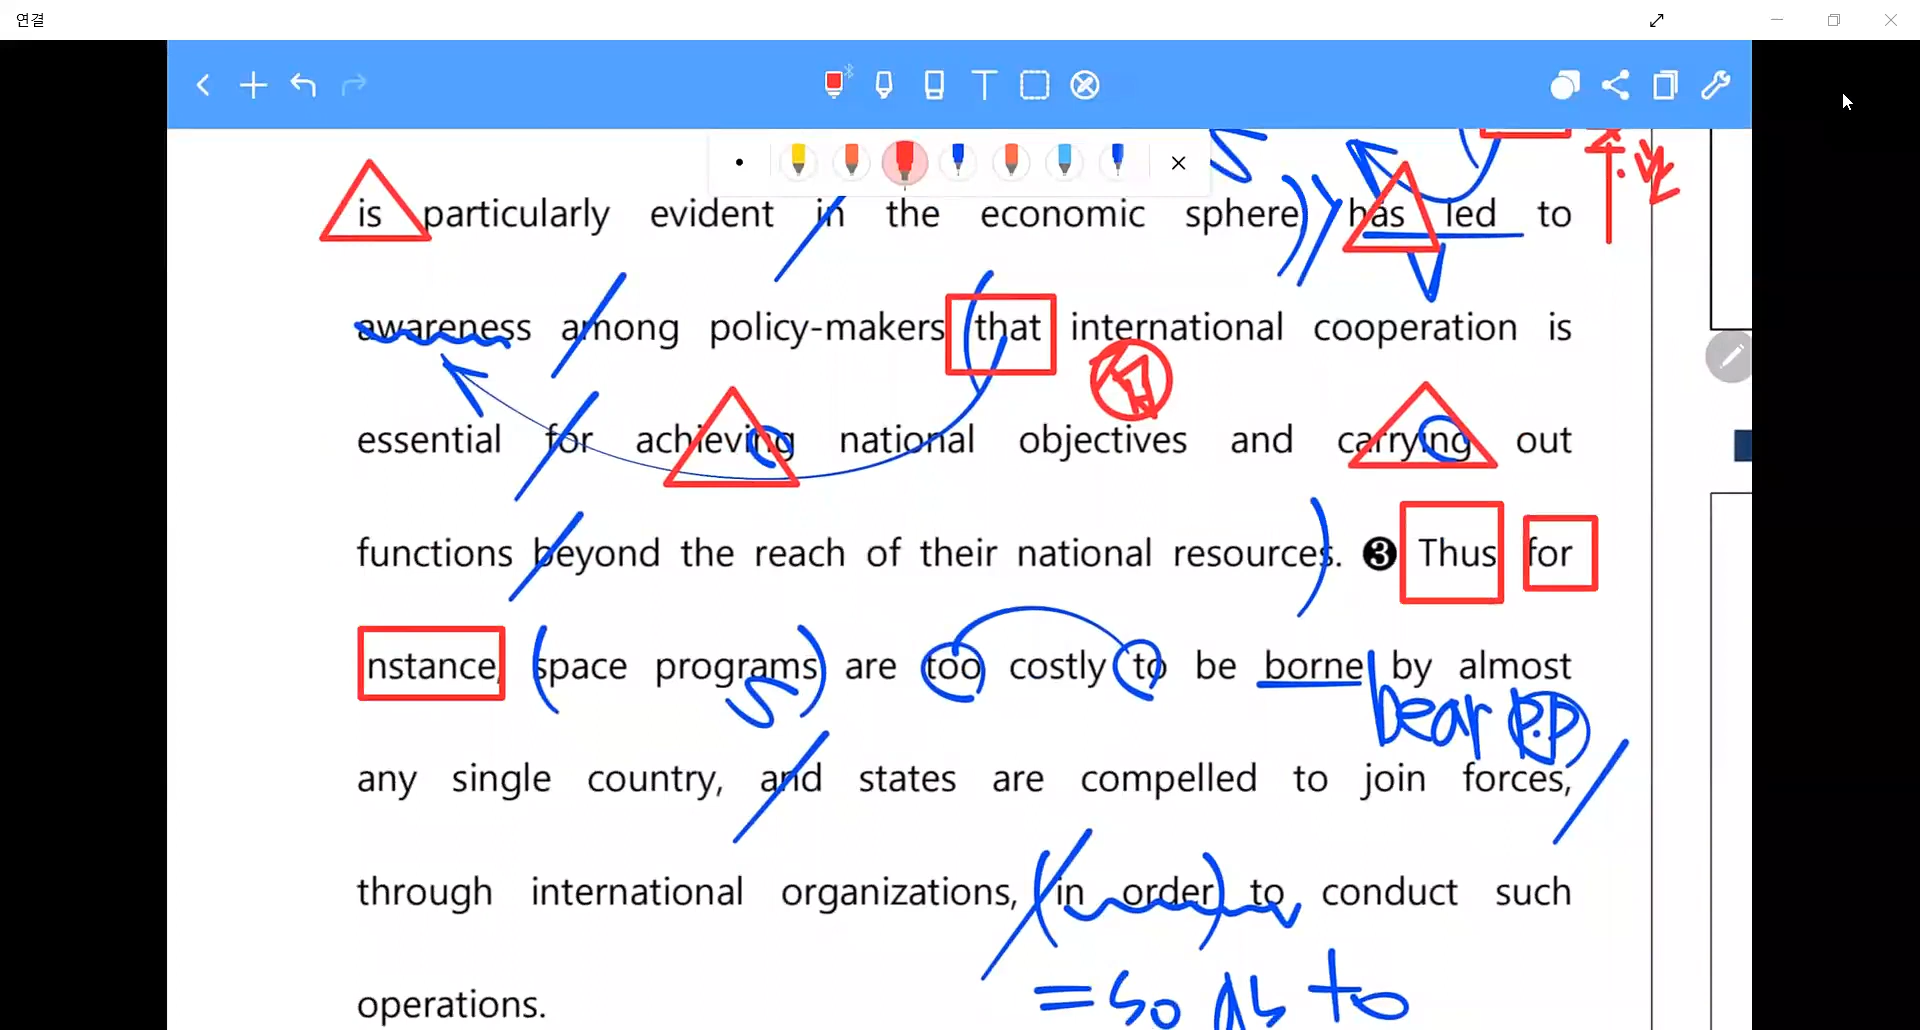 연결
T
is particularly evident in the economic sphere has led to
awareness among policy-makers that international cooperation is
essential for achieving national objectives and carrying out
functions beyond the reach of their national resources. ❸ Thus for
nstance, space programs are too costly to be borne by almost
S
bear p.p
any single country, and states are compelled to join forces,
through international organizations, in order to conduct such
= so as to
operations.